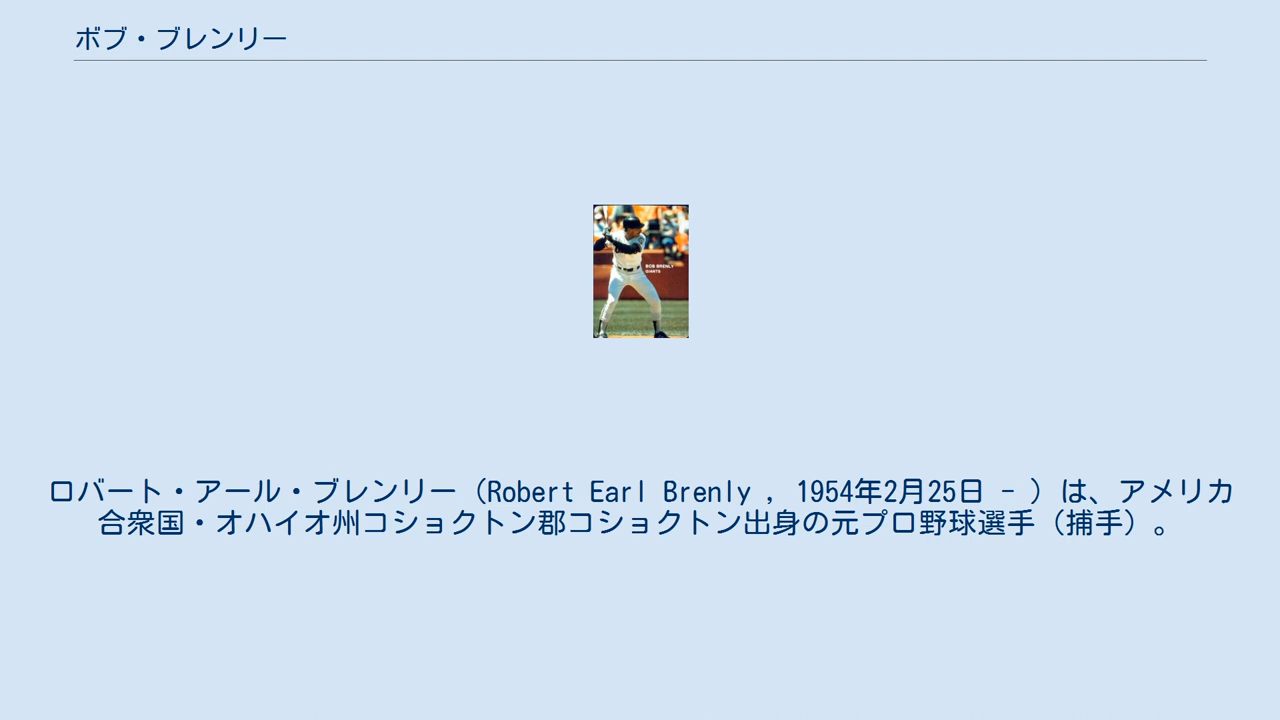 ボブ・ブレンリー
BOB BRENLY
GIANTS
ロバート・アール・ブレンリー（Robert Earl Brenly , 1954年2月25日 - ）は、アメリカ
合衆国・オハイオ州コショクトン郡コショクトン出身の元プロ野球選手（捕手）。